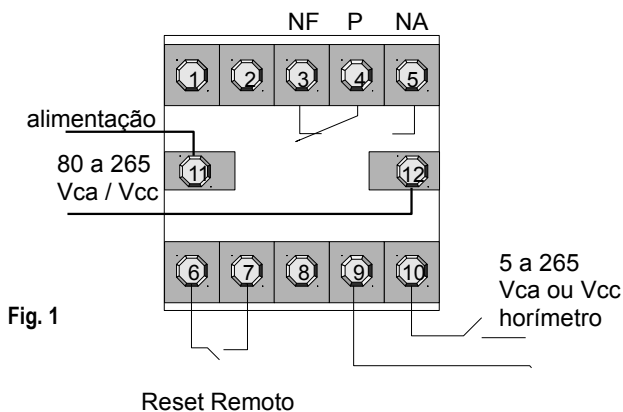 NF P NA
1 2 3 4 5
alimentação
80 a 265
Vca / Vcc
11 12
6 7 8 9 10
5 a 265
Vca ou Vcc
horímetro
Fig. 1
Reset Remoto